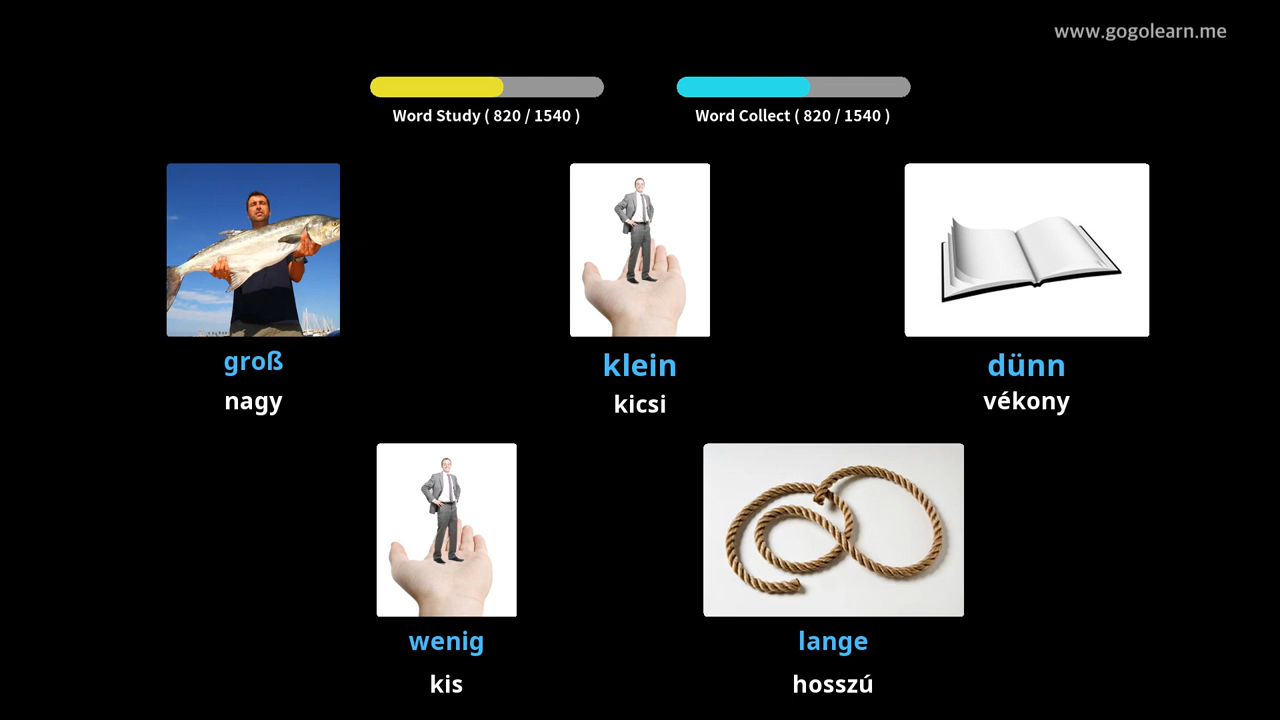 www.gogolearn.me
Word Study ( 820 / 1540 )
Word Collect ( 820 / 1540 )
groß
nagy
klein
kicsi
dünn
vékony
wenig
kis
lange
hosszú